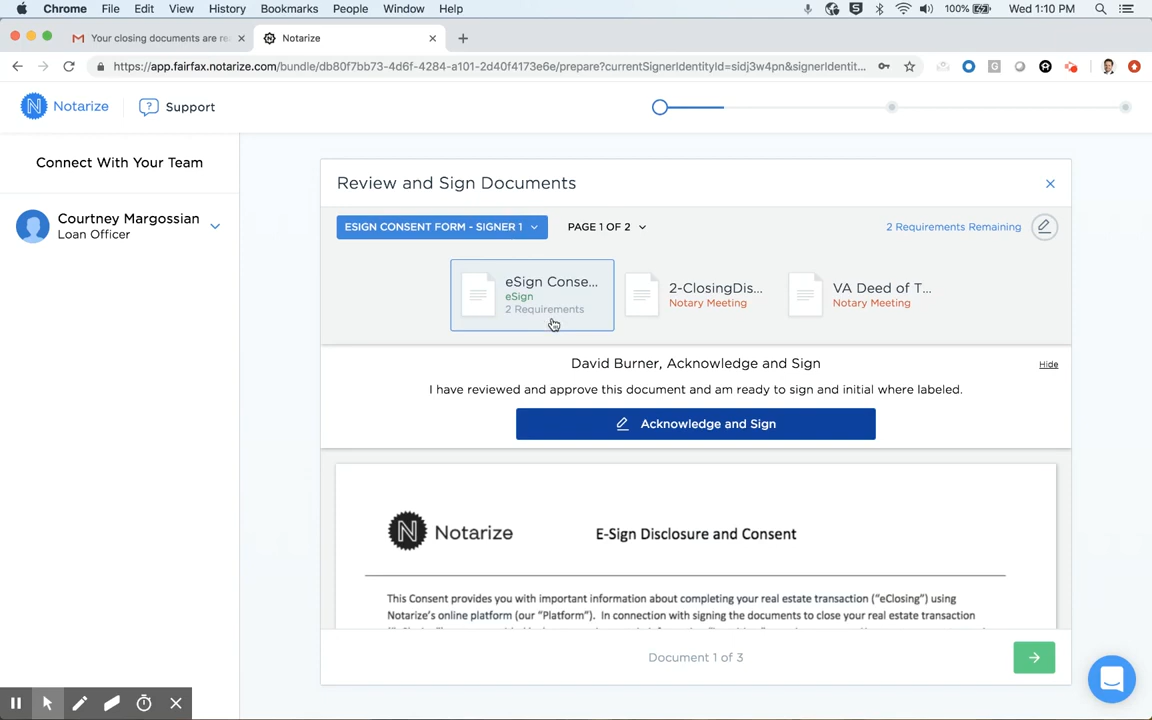 Chrome File Edit View History Bookmarks People Window Help 100% Wed 1:10 PM
Your closing documents are re
Notarize
https://app.fairfax.notarize.com/bundle/db80f7bb73-4d6f-4284-a101-2d40f4173e6e/prepare?currentSignerIdentityId=sidj3w4pn&signerIdentit...
Notarize Support
Connect With Your Team
Courtney Margossian
Loan Officer
Review and Sign Documents
ESIGN CONSENT FORM - SIGNER 1 PAGE 1 OF 2 2 Requirements Remaining
eSign Conse...
eSign
2 Requirements
2-ClosingDis...
Notary Meeting
VA Deed of T...
Notary Meeting
David Burner, Acknowledge and Sign
Hide
I have reviewed and approve this document and am ready to sign and initial where labeled.
Acknowledge and Sign
Notarize E-Sign Disclosure and Consent
This Consent provides you with important information about completing your real estate transaction (“eClosing”) using
Notarize's online platform (our “Platform”). In connection with signing the documents to close your real estate transaction
Document 1 of 3